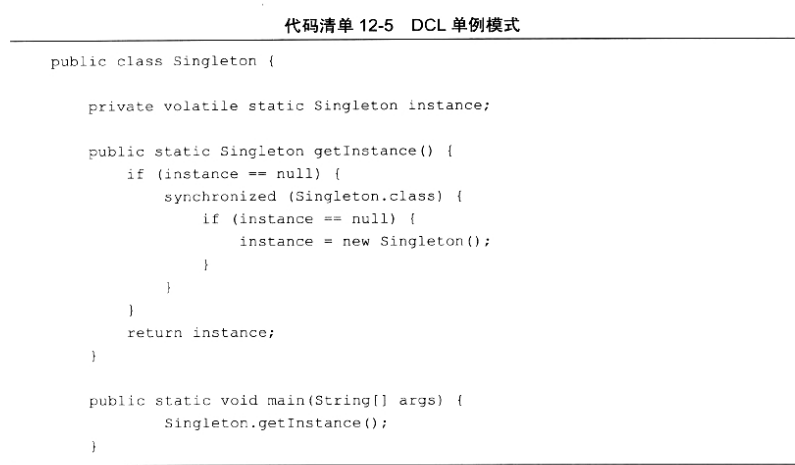 代码清单 12-5 DCL 单例模式
public class Singleton {
private volatile static Singleton instance;
public static Singleton getInstance() {
if (instance == null) {
synchronized (Singleton.class) {
if (instance == null) {
instance = new Singleton();
}
}
}
return instance;
}
public static void main(String[] args) {
Singleton.getInstance();
}